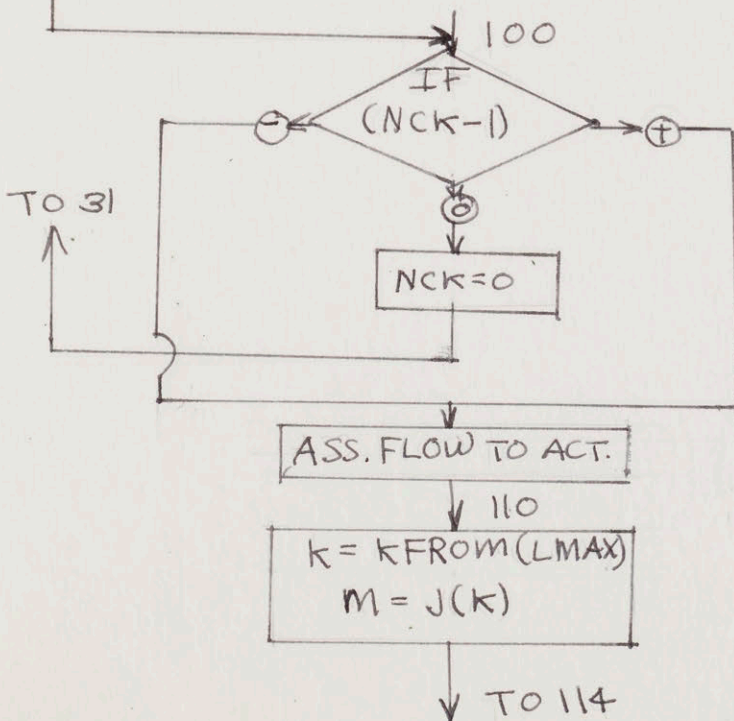 100
IF
(NCK-1)
-
+
0
TO 31
NCK=0
ASS. FLOW TO ACT.
110
K = KFROM(LMAX)
M = J(K)
TO 114